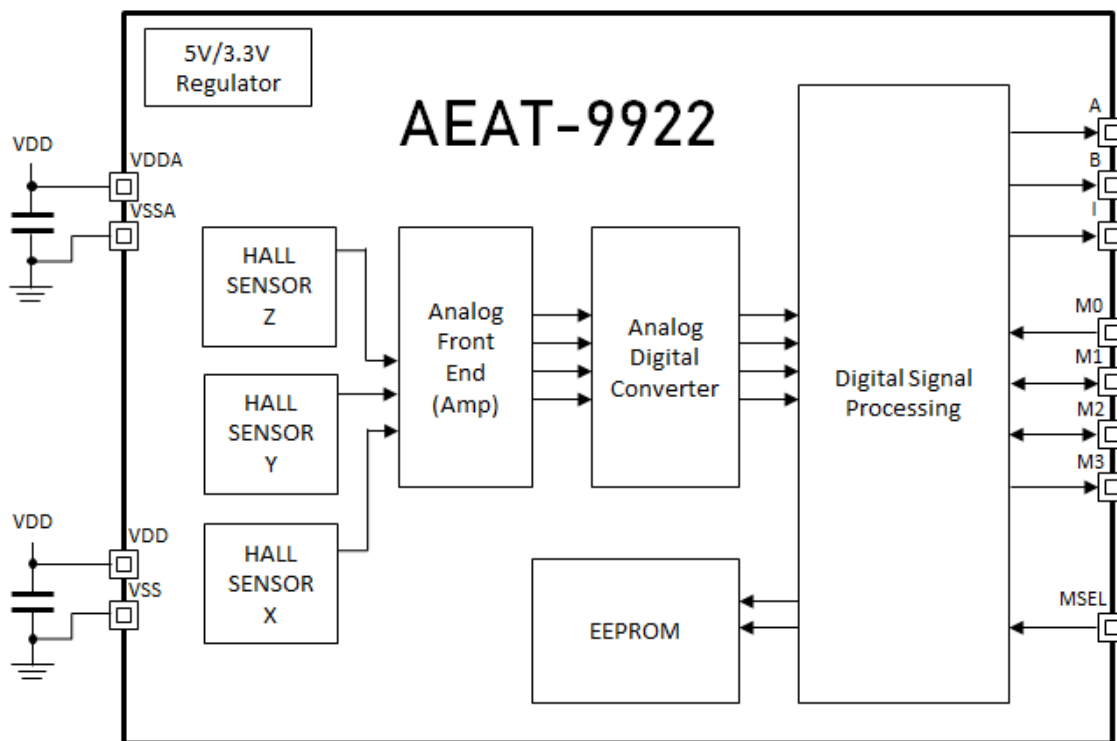 5V/3.3V
Regulator
AEAT-9922
VDD
VDDA
VSSA
HALL
SENSOR
Z
HALL
SENSOR
Y
HALL
SENSOR
X
Analog
Front
End
(Amp)
Analog
Digital
Converter
Digital Signal
Processing
EEPROM
VDD
VDD
VSS
A
B
I
M0
M1
M2
M3
MSEL